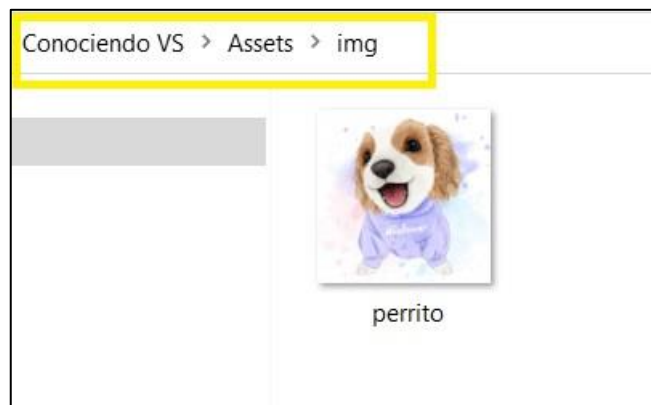 Conociendo VS > Assets > img
perrito